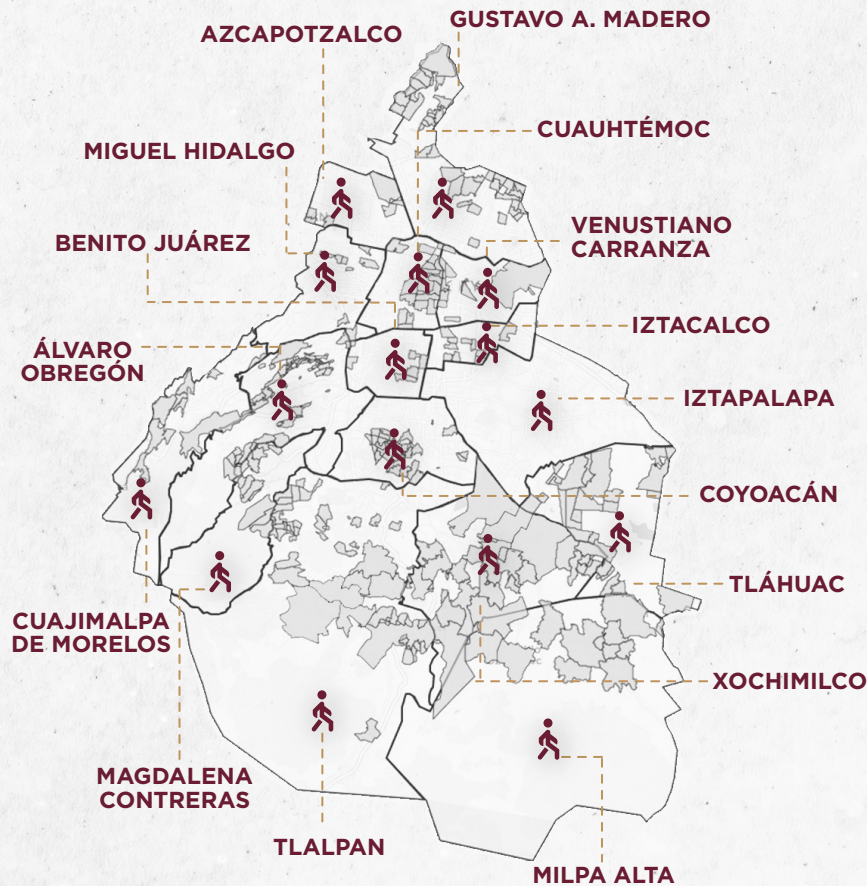 GUSTAVO A. MADERO
AZCAPOTZALCO
CUAUHTÉMOC
MIGUEL HIDALGO
VENUSTIANO
CARRANZA
BENITO JUÁREZ
IZTACALCO
ÁLVARO
OBREGÓN
IZTAPALAPA
COYOACÁN
TLÁHUAC
CUAJIMALPA
DE MORELOS
XOCHIMILCO
MAGDALENA
CONTRERAS
TLALPAN
MILPA ALTA